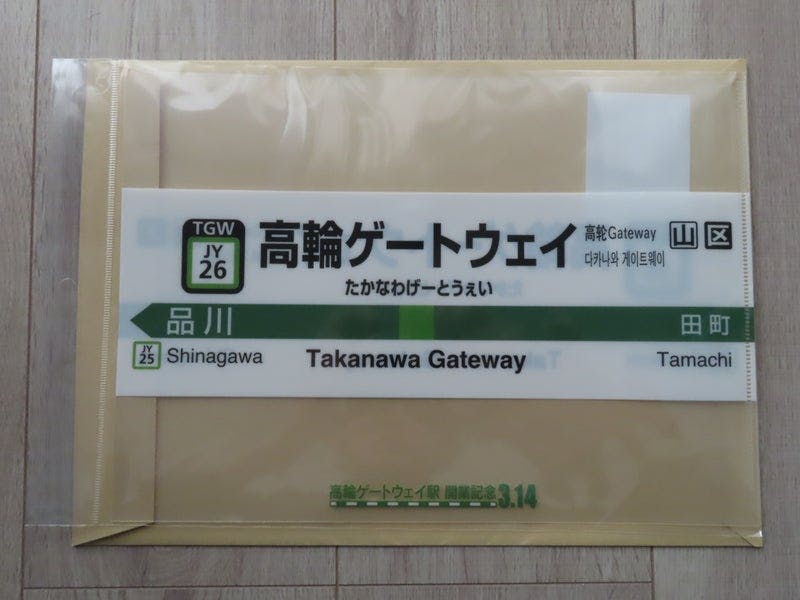 TGW
JY
26
高輪ゲートウェイ
高轮Gateway
다카나와 게이트웨이
山 区
たかなわげーとうぇい
品川
田町
JY
25
Shinagawa
Takanawa Gateway
Tamachi
高輪ゲートウェイ駅 開業記念3.14